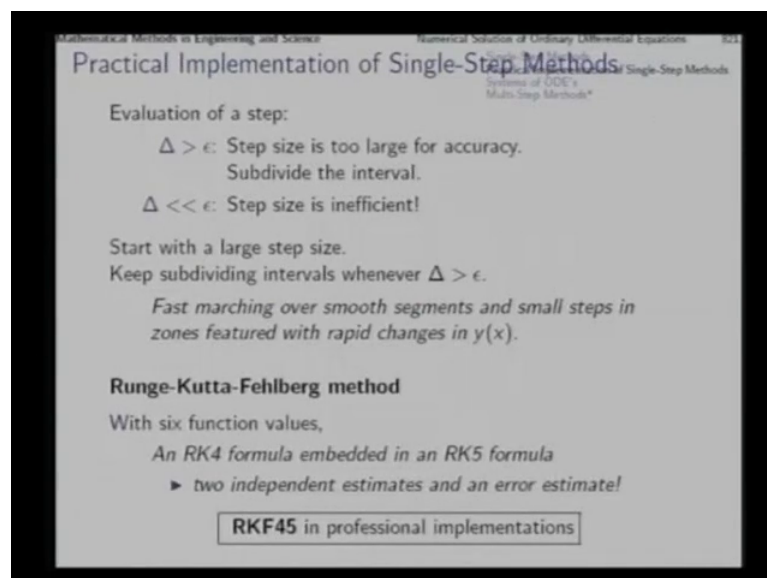 Mathematical Methods in Engineering and Science Numerical Solution of Ordinary Differential Equations 821,
Practical Implementation of Single-Step Methods
of Single-Step Methods
Systems of ODE's
Multi-Step Methods*
Evaluation of a step:
Δ > ϵ: Step size is too large for accuracy.
Subdivide the interval.
Δ << ϵ: Step size is inefficient!
Start with a large step size.
Keep subdividing intervals whenever Δ > ϵ.
Fast marching over smooth segments and small steps in
zones featured with rapid changes in y(x).
Runge-Kutta-Fehlberg method
With six function values,
An RK4 formula embedded in an RK5 formula
► two independent estimates and an error estimate!
RKF45 in professional implementations